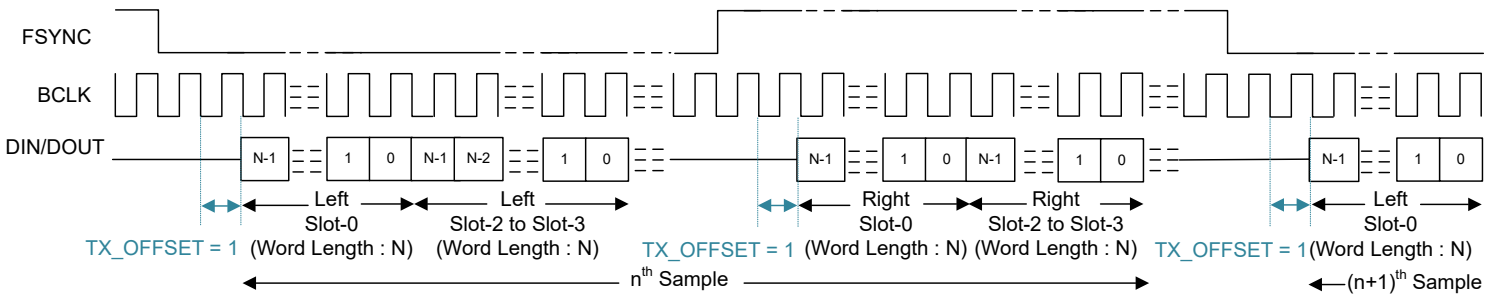 FSYNC
BCLK
DIN/DOUT
N-1 1 0 N-1 N-2 1 0 N-1 1 0 N-1 1 0 N-1 1 0
Left Left Right Right Left
Slot-0 Slot-2 to Slot-3 Slot-0 Slot-2 to Slot-3 Slot-0
TX_OFFSET = 1 (Word Length : N) (Word Length : N) TX_OFFSET = 1 (Word Length : N) (Word Length : N) TX_OFFSET = 1 (Word Length : N)
nth Sample (n+1)th Sample